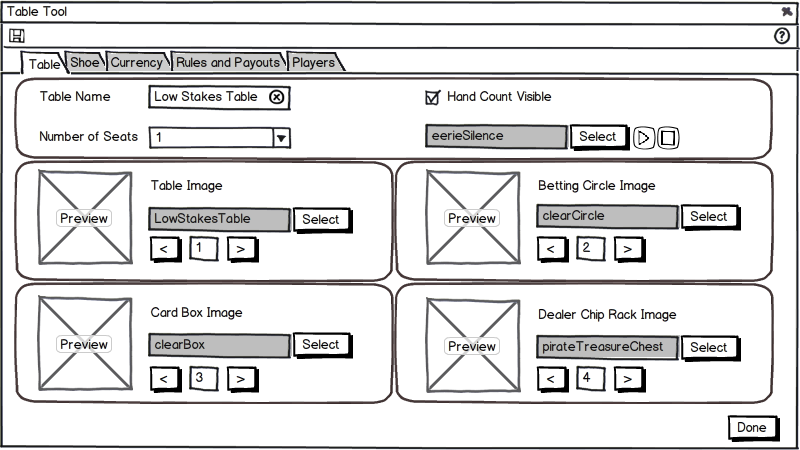 Table Tool
Table Shoe Currency Rules and Payouts Players
Table Name Low Stakes Table Hand Count Visible
Number of Seats 1 eerieSilence Select
Table Image
Preview LowStakesTable Select
< 1 >
Betting Circle Image
Preview clearCircle Select
< 2 >
Card Box Image
Preview clearBox Select
< 3 >
Dealer Chip Rack Image
Preview pirateTreasureChest Select
< 4 >
Done